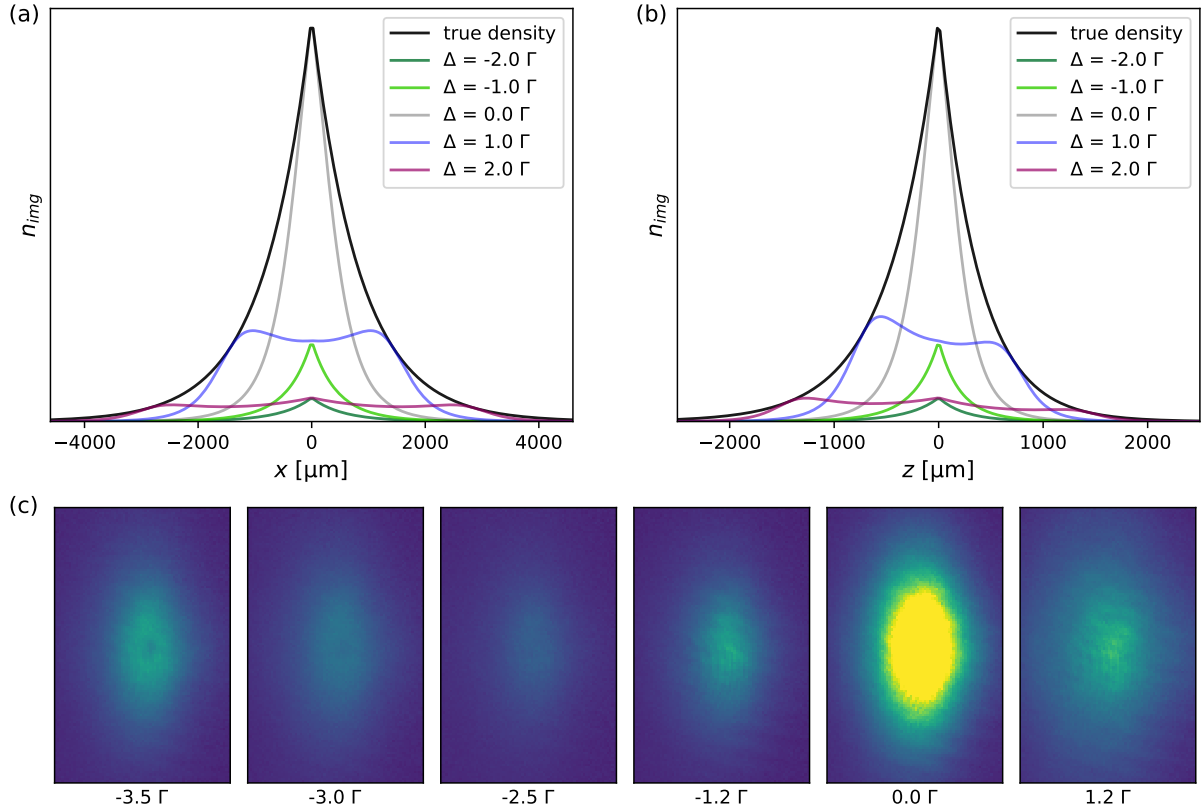 (a)
true density
Δ = -2.0 Γ
Δ = -1.0 Γ
Δ = 0.0 Γ
Δ = 1.0 Γ
Δ = 2.0 Γ
n_img
−4000 −2000 0 2000 4000
x [μm]
(b)
true density
Δ = -2.0 Γ
Δ = -1.0 Γ
Δ = 0.0 Γ
Δ = 1.0 Γ
Δ = 2.0 Γ
n_img
−2000 −1000 0 1000 2000
z [μm]
(c)
-3.5 Γ -3.0 Γ -2.5 Γ -1.2 Γ 0.0 Γ 1.2 Γ